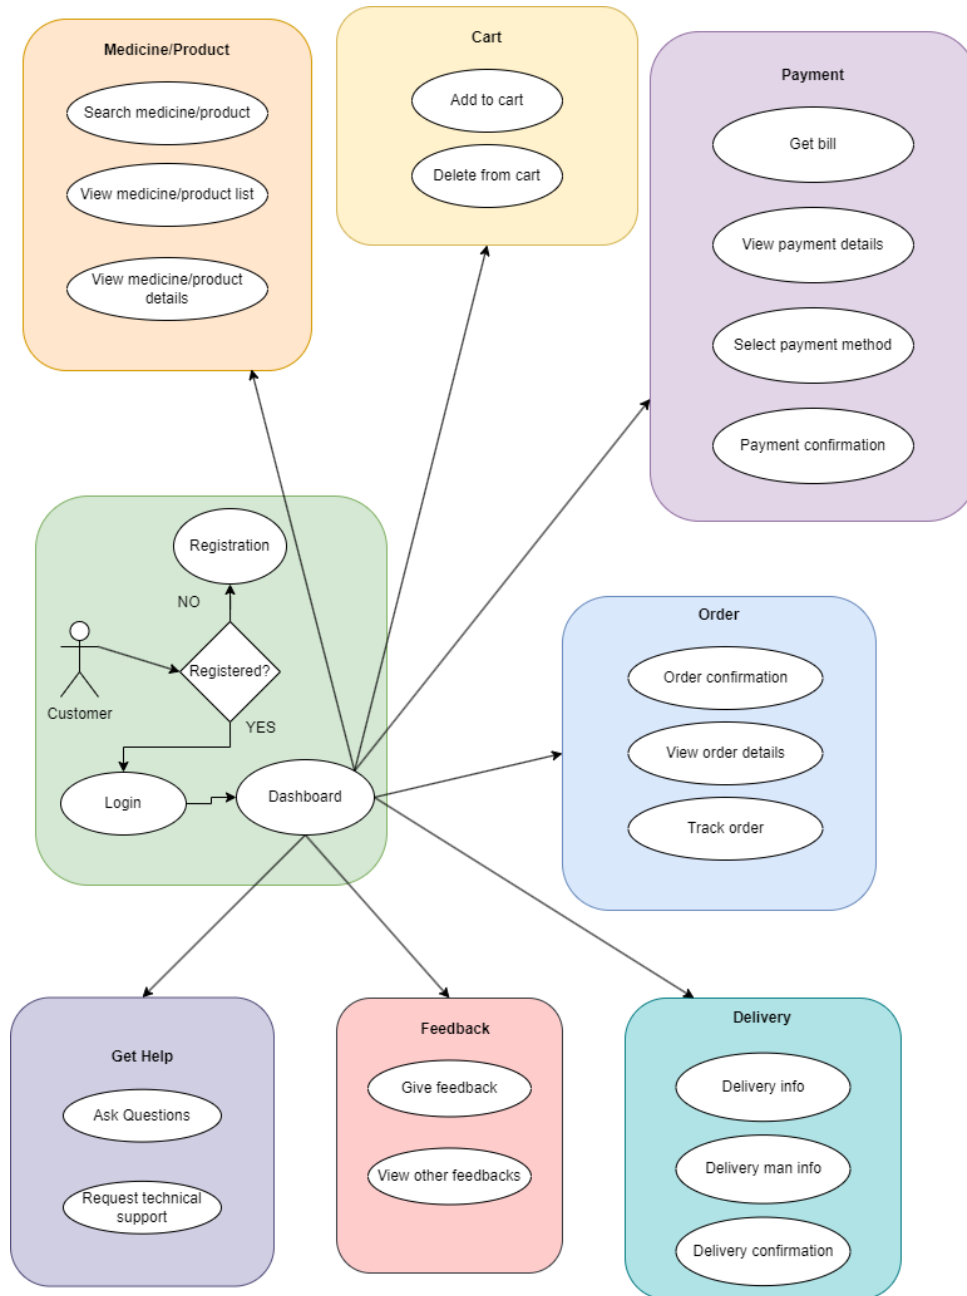 Medicine/Product
Search medicine/product
View medicine/product list
View medicine/product
details
Cart
Add to cart
Delete from cart
Payment
Get bill
View payment details
Select payment method
Payment confirmation
Registration
NO
Registered?
Customer
YES
Login
Dashboard
Order
Order confirmation
View order details
Track order
Get Help
Ask Questions
Request technical
support
Feedback
Give feedback
View other feedbacks
Delivery
Delivery info
Delivery man info
Delivery confirmation